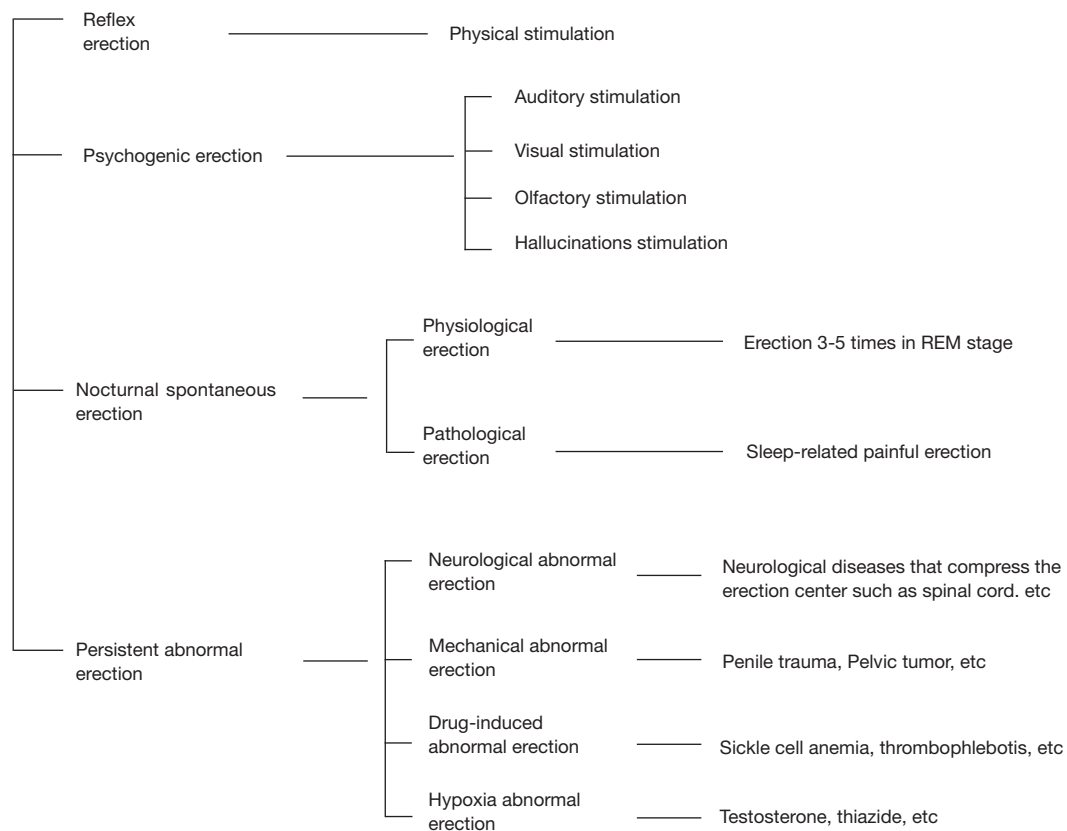 Reflex
erection
Physical stimulation
Psychogenic erection
Auditory stimulation
Visual stimulation
Olfactory stimulation
Hallucinations stimulation
Nocturnal spontaneous
erection
Physiological
erection
Erection 3-5 times in REM stage
Pathological
erection
Sleep-related painful erection
Persistent abnormal
erection
Neurological abnormal
erection
Neurological diseases that compress the
erection center such as spinal cord. etc
Mechanical abnormal
erection
Penile trauma, Pelvic tumor, etc
Drug-induced
abnormal erection
Sickle cell anemia, thrombophlebotis, etc
Hypoxia abnormal
erection
Testosterone, thiazide, etc